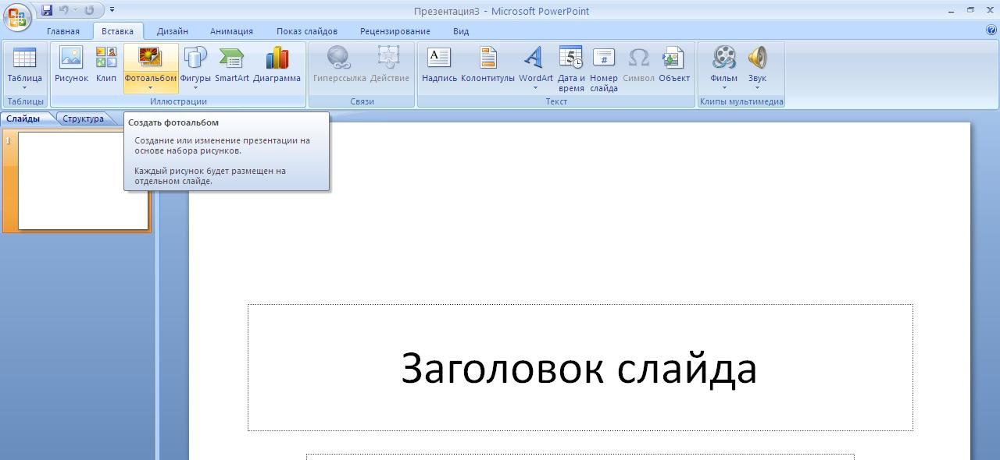 Презентация3 - Microsoft PowerPoint
Главная Вставка Дизайн Анимация Показ слайдов Рецензирование Вид
Таблица Рисунок Клип Фотоальбом Фигуры SmartArt Диаграмма Гиперссылка Действие Надпись Колонтитулы WordArt Дата и время Номер слайда Символ Объект Фильм Звук
Таблицы Иллюстрации Связи Текст Клипы мультимедиа
Слайды Структура
1
Создать фотоальбом
Создание или изменение презентации на
основе набора рисунков.
Каждый рисунок будет размещен на
отдельном слайде.
Заголовок слайда